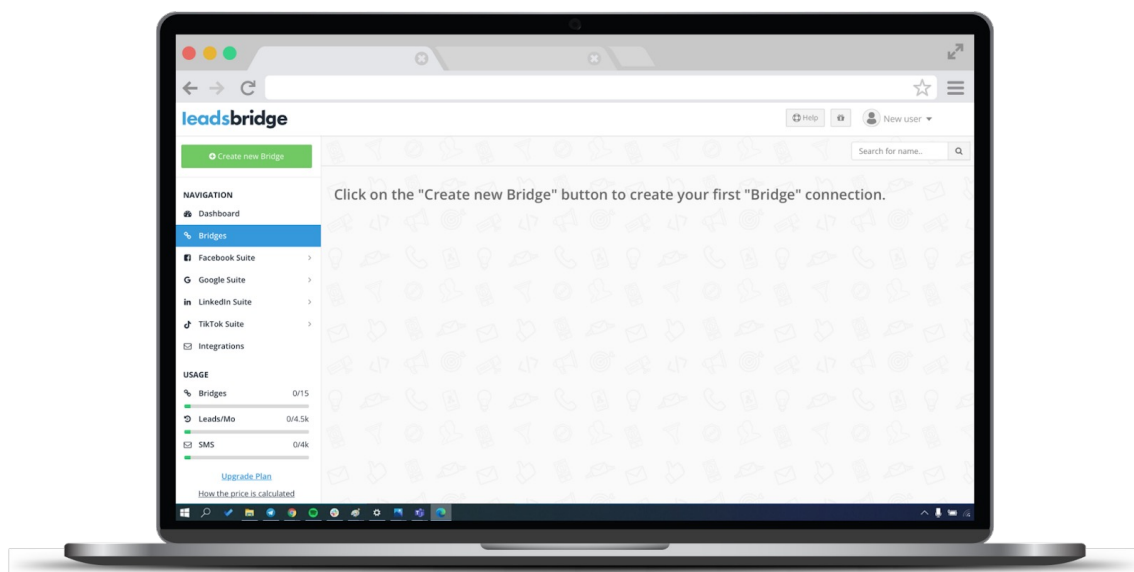 leadsbridge
Help
New user
Create new Bridge
Search for name..
NAVIGATION
Click on the "Create new Bridge" button to create your first "Bridge" connection.
Dashboard
Bridges
Facebook Suite
Google Suite
LinkedIn Suite
TikTok Suite
Integrations
USAGE
Bridges 0/15
Leads/Mo 0/4.5k
SMS 0/4k
Upgrade Plan
How the price is calculated